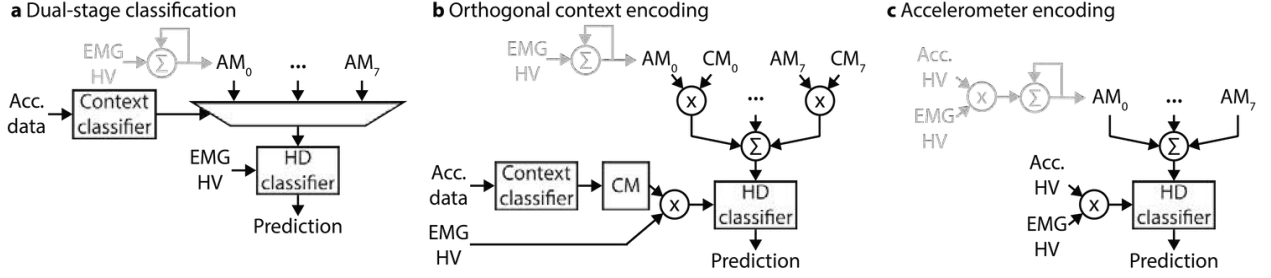 a Dual-stage classification
EMG
HV
Σ
AM0
...
AM7
Acc.
data
Context
classifier
EMG
HV
HD
classifier
Prediction
b Orthogonal context encoding
EMG
HV
Σ
AM0
CM0
AM7
CM7
x
...
x
Σ
Acc.
data
Context
classifier
CM
x
HD
classifier
EMG
HV
Prediction
c Accelerometer encoding
Acc.
HV
x
Σ
EMG
HV
AM0
...
AM7
Σ
Acc.
HV
x
HD
classifier
EMG
HV
Prediction